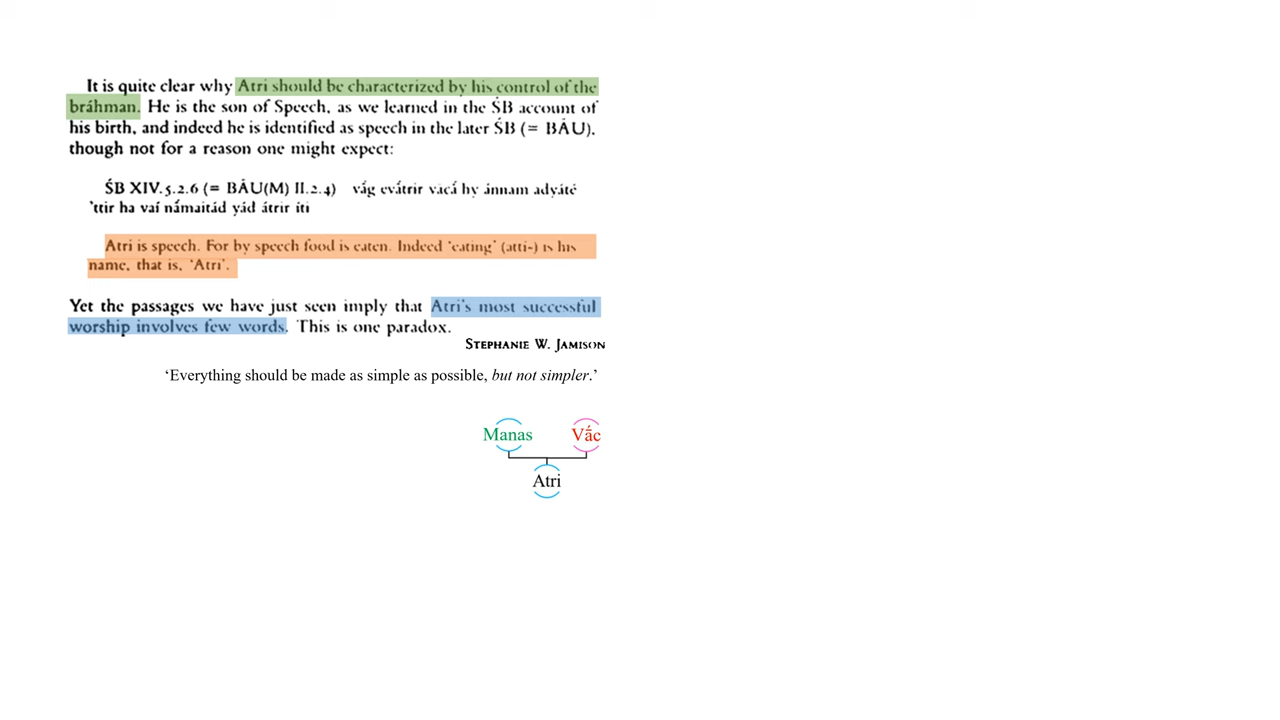 It is quite clear why Atri should be characterized by his control of the
bráhman. He is the son of Speech, as we learned in the ŚB account of
his birth, and indeed he is identified as speech in the later ŚB (= BĀU),
though not for a reason one might expect:
ŚB XIV.5.2.6 (= BĀU(M) II.2.4) vā́g evā́trir vācā́ hy ánnam adyáté
'ttir ha vaí nā́maitád yád átrir íti
Atri is speech. For by speech food is eaten. Indeed 'eating' (atti-) is his
name, that is, 'Atri'.
Yet the passages we have just seen imply that Atri's most successful
worship involves few words. This is one paradox.
STEPHANIE W. JAMISON
‘Everything should be made as simple as possible, but not simpler.’
Manas Vā́c
Atri